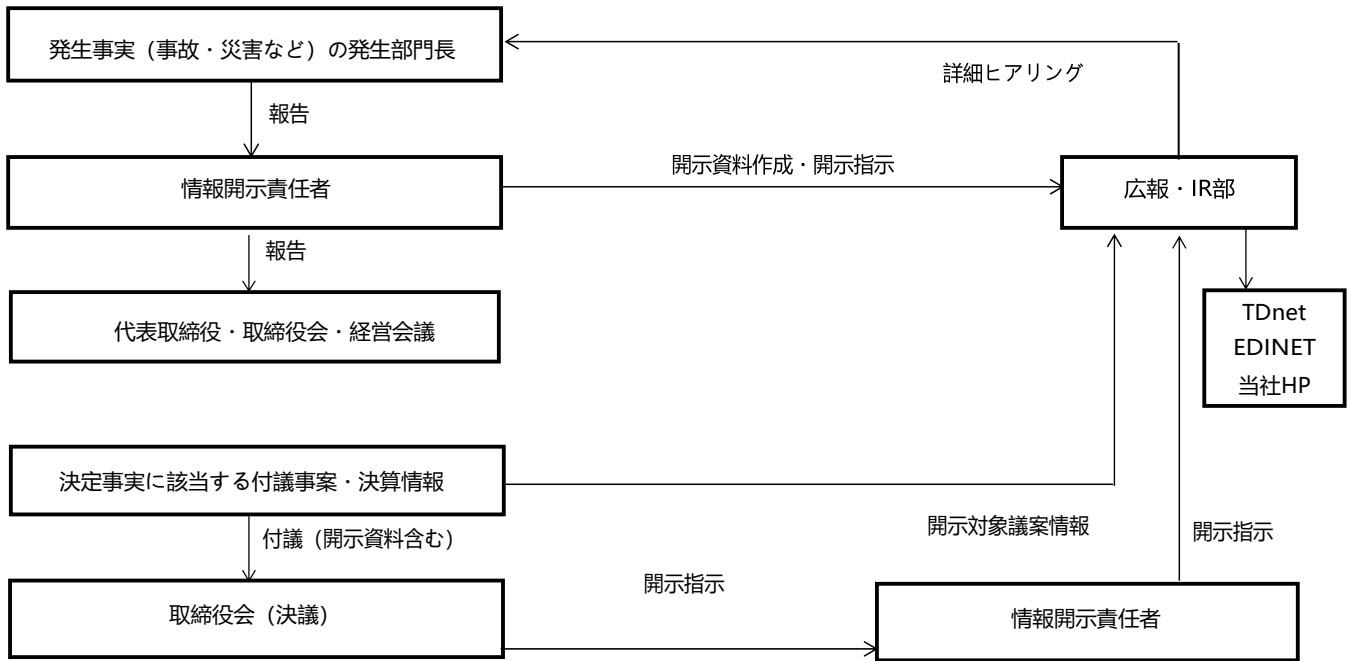 発生事実（事故・災害など）の発生部門長
詳細ヒアリング
報告
開示資料作成・開示指示
情報開示責任者
広報・IR部
報告
代表取締役・取締役会・経営会議
TDnet
EDINET
当社HP
決定事実に該当する付議事案・決算情報
開示対象議案情報
開示指示
付議（開示資料含む）
開示指示
取締役会（決議）
情報開示責任者